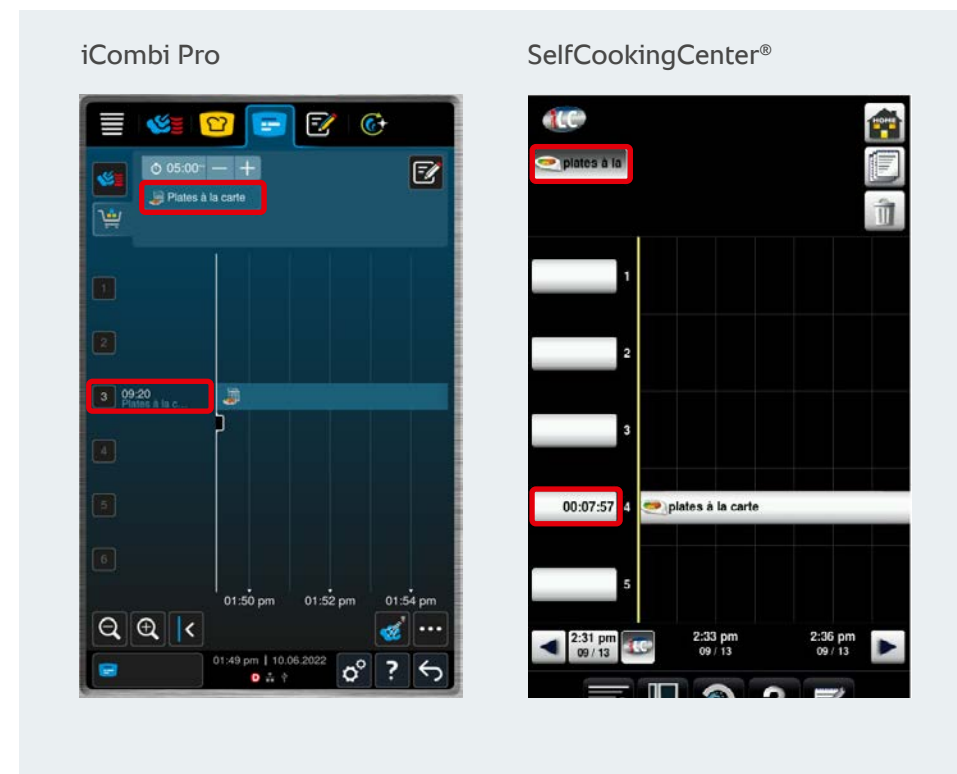 iCombi Pro
05:00
Plates à la carte
1
2
3 09:20
Plates à la c...
4
5
6
01:50 pm 01:52 pm 01:54 pm
01:49 pm | 10.06.2022
D
?
SelfCookingCenter®
iLC
HOME
plates à la
1
2
3
00:07:57 4 plates à la carte
5
2:31 pm iLC 2:33 pm 2:36 pm
09 / 13 09 / 13 09 / 13
?